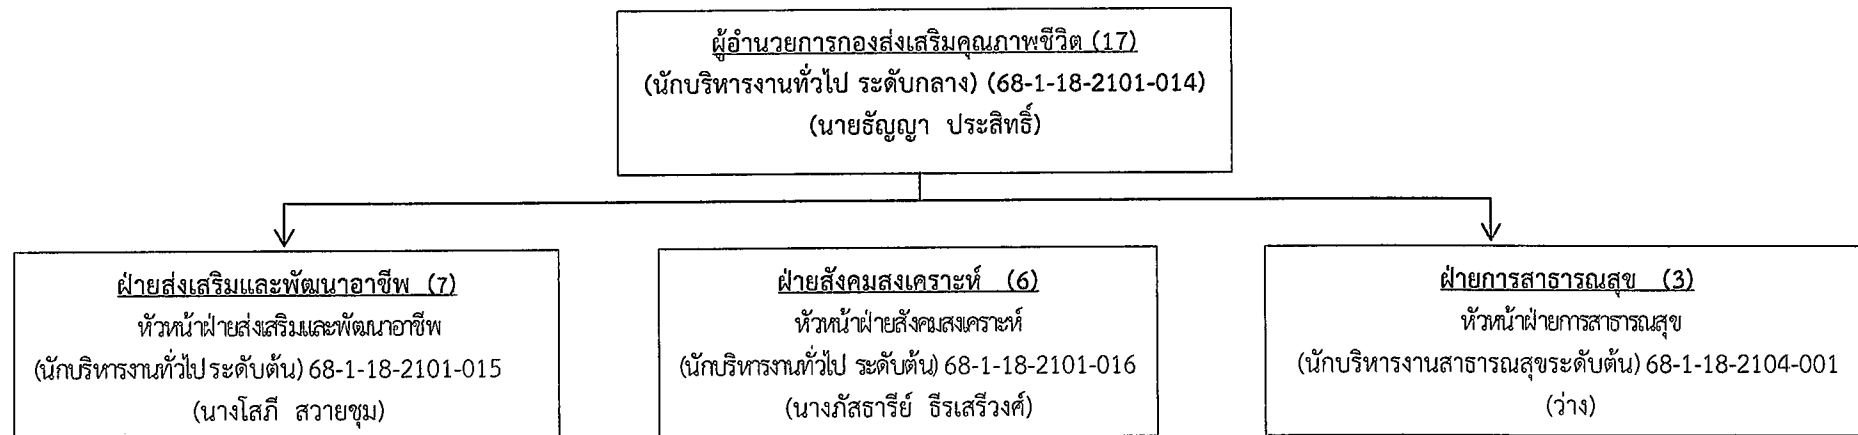 ผู้อำนวยการกองส่งเสริมคุณภาพชีวิต (17)
(นักบริหารงานทั่วไป ระดับกลาง) (68-1-18-2101-014)
(นายธัญญา ประสิทธิ์)
ฝ่ายส่งเสริมและพัฒนาอาชีพ (7)
หัวหน้าฝ่ายส่งเสริมและพัฒนาอาชีพ
(นักบริหารงานทั่วไป ระดับต้น) 68-1-18-2101-015
(นางโสภี สวายชุม)
ฝ่ายสังคมสงเคราะห์ (6)
หัวหน้าฝ่ายสังคมสงเคราะห์
(นักบริหารงานทั่วไป ระดับต้น) 68-1-18-2101-016
(นางภัสธารีย์ ธีรเสรีวงศ์)
ฝ่ายการสาธารณสุข (3)
หัวหน้าฝ่ายการสาธารณสุข
(นักบริหารงานสาธารณสุขระดับต้น) 68-1-18-2104-001
(ว่าง)